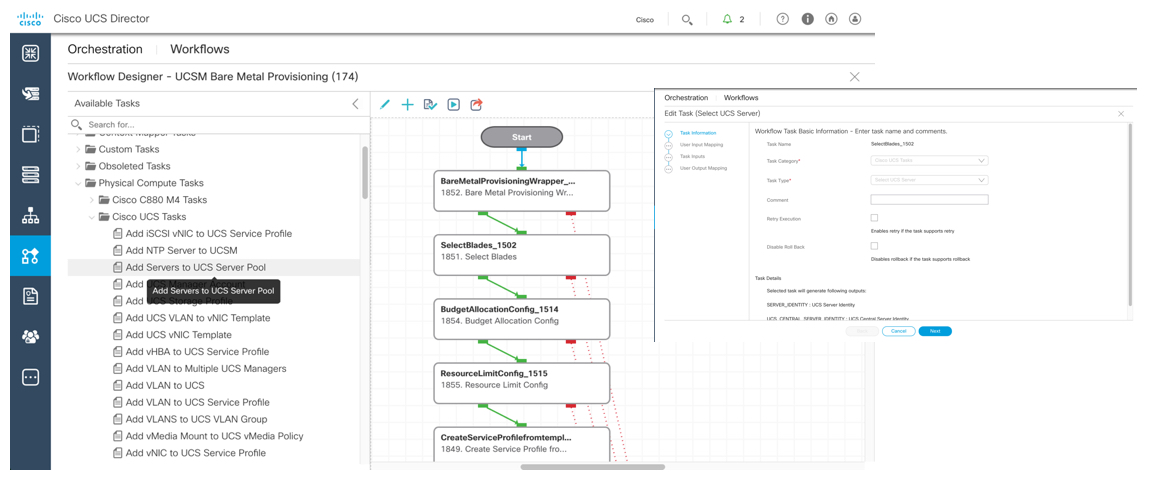 cisco
Cisco UCS Director
Cisco
2
Orchestration
Workflows
Workflow Designer - UCSM Bare Metal Provisioning (174)
Available Tasks
Search for...
Context Mapper Tasks
Custom Tasks
Obsoleted Tasks
Physical Compute Tasks
Cisco C880 M4 Tasks
Cisco UCS Tasks
Add iSCSI vNIC to UCS Service Profile
Add NTP Server to UCSM
Add Servers to UCS Server Pool
Add UCS Manager Account
Add Servers to UCS Server Pool
Add UCS Storage Profile
Add UCS VLAN to vNIC Template
Add UCS vNIC Template
Add vHBA to UCS Service Profile
Add VLAN to Multiple UCS Managers
Add VLAN to UCS
Add VLAN to UCS Service Profile
Add VLANS to UCS VLAN Group
Add vMedia Mount to UCS vMedia Policy
Add vNIC to UCS Service Profile
Start
BareMetalProvisioningWrapper_...
1852. Bare Metal Provisioning Wr...
SelectBlades_1502
1851. Select Blades
BudgetAllocationConfig_1514
1854. Budget Allocation Config
ResourceLimitConfig_1515
1855. Resource Limit Config
CreateServiceProfilefromtempl...
1849. Create Service Profile fro...
Orchestration
Workflows
Edit Task (Select UCS Server)
Task Information
User Input Mapping
Task Inputs
User Output Mapping
Workflow Task Basic Information - Enter task name and comments.
Task Name
SelectBlades_1502
Task Category*
Cisco UCS Tasks
Task Type*
Select UCS Server
Comment
Retry Execution
Enables retry if the task supports retry
Disable Roll Back
Disables rollback if the task supports rollback
Task Details
Selected task will generate following outputs:
SERVER_IDENTITY : UCS Server Identity
UCS_CENTRAL_SERVER_IDENTITY : UCS Central Server Identity
Cancel
Next